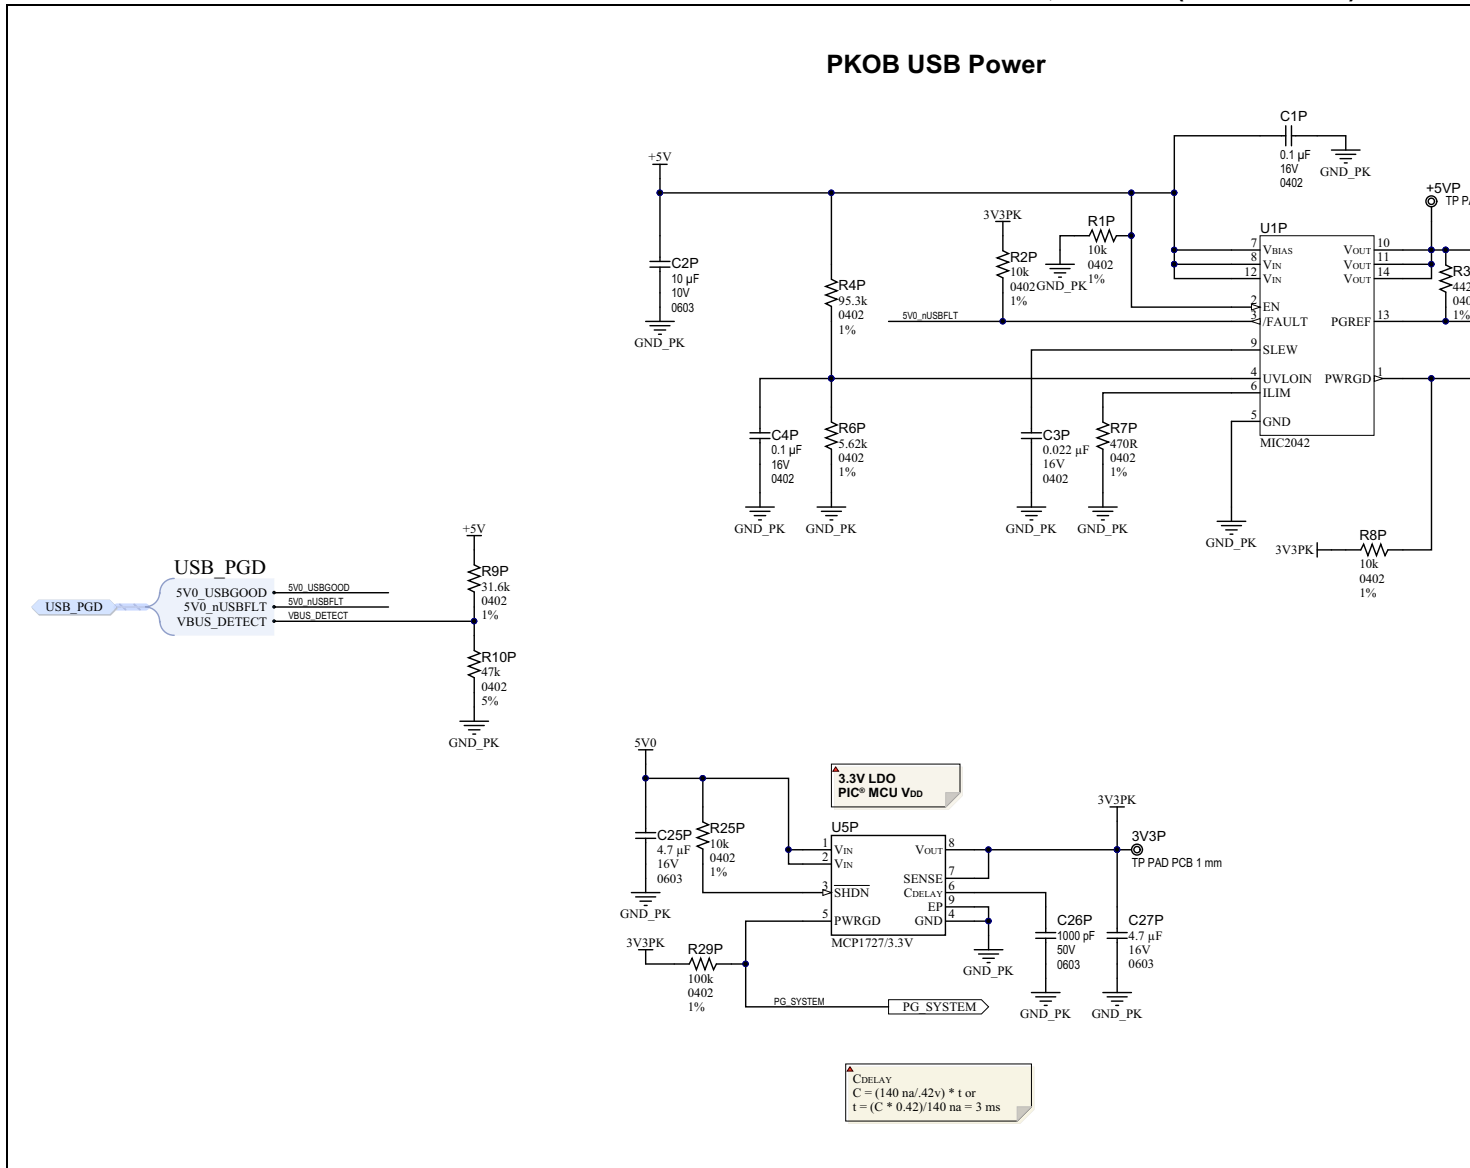 PKOB USB Power
C1P
0.1 µF
16V
0402
GND_PK
+5V
C2P
10 µF
10V
0603
GND_PK
R4P
95.3k
0402
1%
3V3PK
R2P
10k
0402
1%
R1P
10k
0402
1%
GND_PK
5V0_nUSBFLT
U1P
7 VBIAS
8 VIN
12 VIN
2 EN
3 /FAULT
9 SLEW
4 UVLOIN
6 ILIM
5 GND
VOUT 10
VOUT 11
VOUT 14
PGREF 13
PWRGD 1
MIC2042
+5VP
TP P
R3
442
040
1%
C4P
0.1 µF
16V
0402
GND_PK
R6P
5.62k
0402
1%
GND_PK
C3P
0.022 µF
16V
0402
GND_PK
R7P
470R
0402
1%
GND_PK
GND_PK
3V3PK
R8P
10k
0402
1%
USB_PGD
USB_PGD
5V0_USBGOOD
5V0_nUSBFLT
VBUS_DETECT
5V0_USBGOOD
5V0_nUSBFLT
VBUS_DETECT
+5V
R9P
31.6k
0402
1%
R10P
47k
0402
5%
GND_PK
5V0
C25P
4.7 µF
16V
0603
GND_PK
R25P
10k
0402
1%
3.3V LDO
PIC® MCU VDD
U5P
1 VIN
2 VIN
3 SHDN
5 PWRGD
VOUT 8
SENSE 7
CDELAY 6
EP 9
GND 4
MCP1727/3.3V
3V3PK
3V3P
TP PAD PCB 1 mm
3V3PK
R29P
100k
0402
1%
PG_SYSTEM
PG_SYSTEM
GND_PK
C26P
1000 pF
50V
0603
GND_PK
C27P
4.7 µF
16V
0603
GND_PK
CDELAY
C = (140 na/.42v) * t or
t = (C * 0.42)/140 na = 3 ms